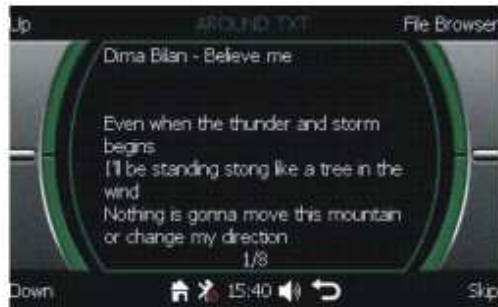 Up AROUND.TXT File Browser
Dima Bilan - Believe me
Even when the thunder and storm
begins
I'll be standing stong like a tree in the
wind
Nothing is gonna move this mountain
or change my direction
1/8
Down 15:40 Skip